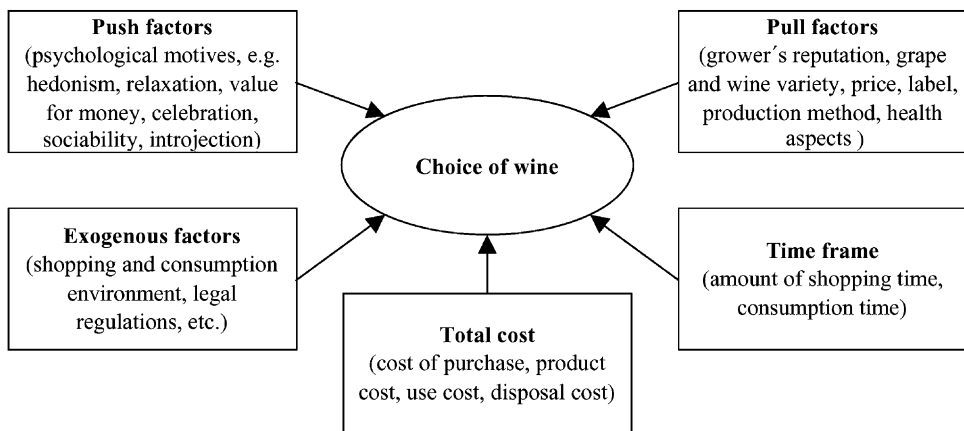 Push factors
(psychological motives, e.g.
hedonism, relaxation, value
for money, celebration,
sociability, introjection)
Pull factors
(grower´s reputation, grape
and wine variety, price, label,
production method, health
aspects )
Choice of wine
Exogenous factors
(shopping and consumption
environment, legal
regulations, etc.)
Total cost
(cost of purchase, product
cost, use cost, disposal cost)
Time frame
(amount of shopping time,
consumption time)